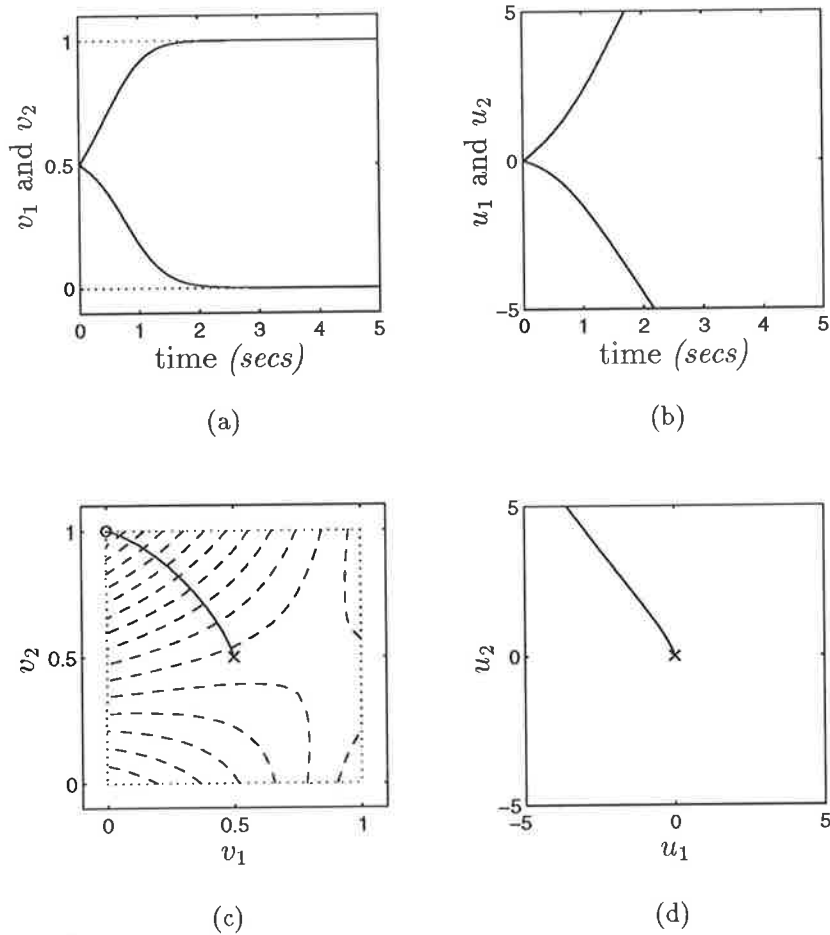 1
0.5
0
0 1 2 3 4 5
v1 and v2
time (secs)
(a)
5
0
−5
0 1 2 3 4 5
u1 and u2
time (secs)
(b)
1
0.5
0
0 0.5 1
v2
v1
(c)
5
0
−5
−5 0 5
u2
u1
(d)